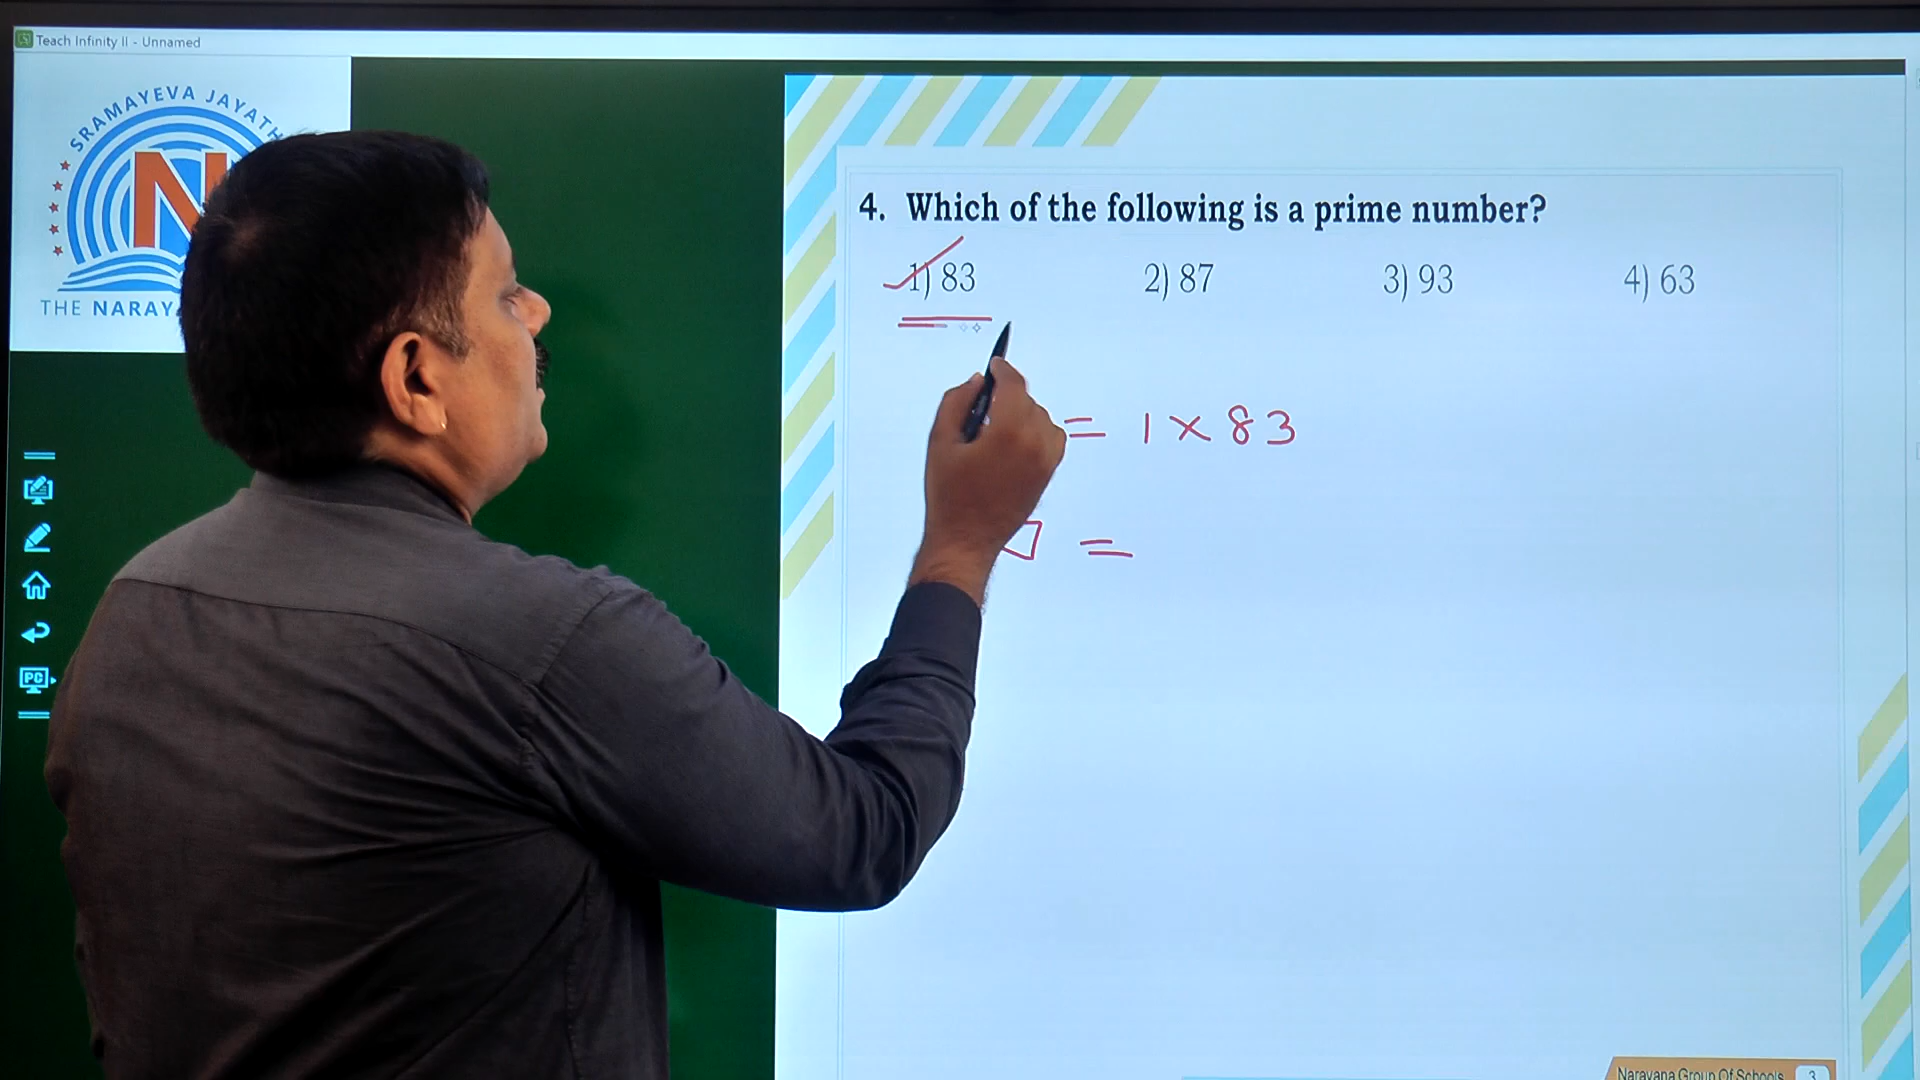 Teach Infinity II - Unnamed
SRAMAYEVA JAYATH
N
THE NARAY
4. Which of the following is a prime number?
1) 83 2) 87 3) 93 4) 63
= 1 × 83
=
PC
Narayana Group Of Schools 3